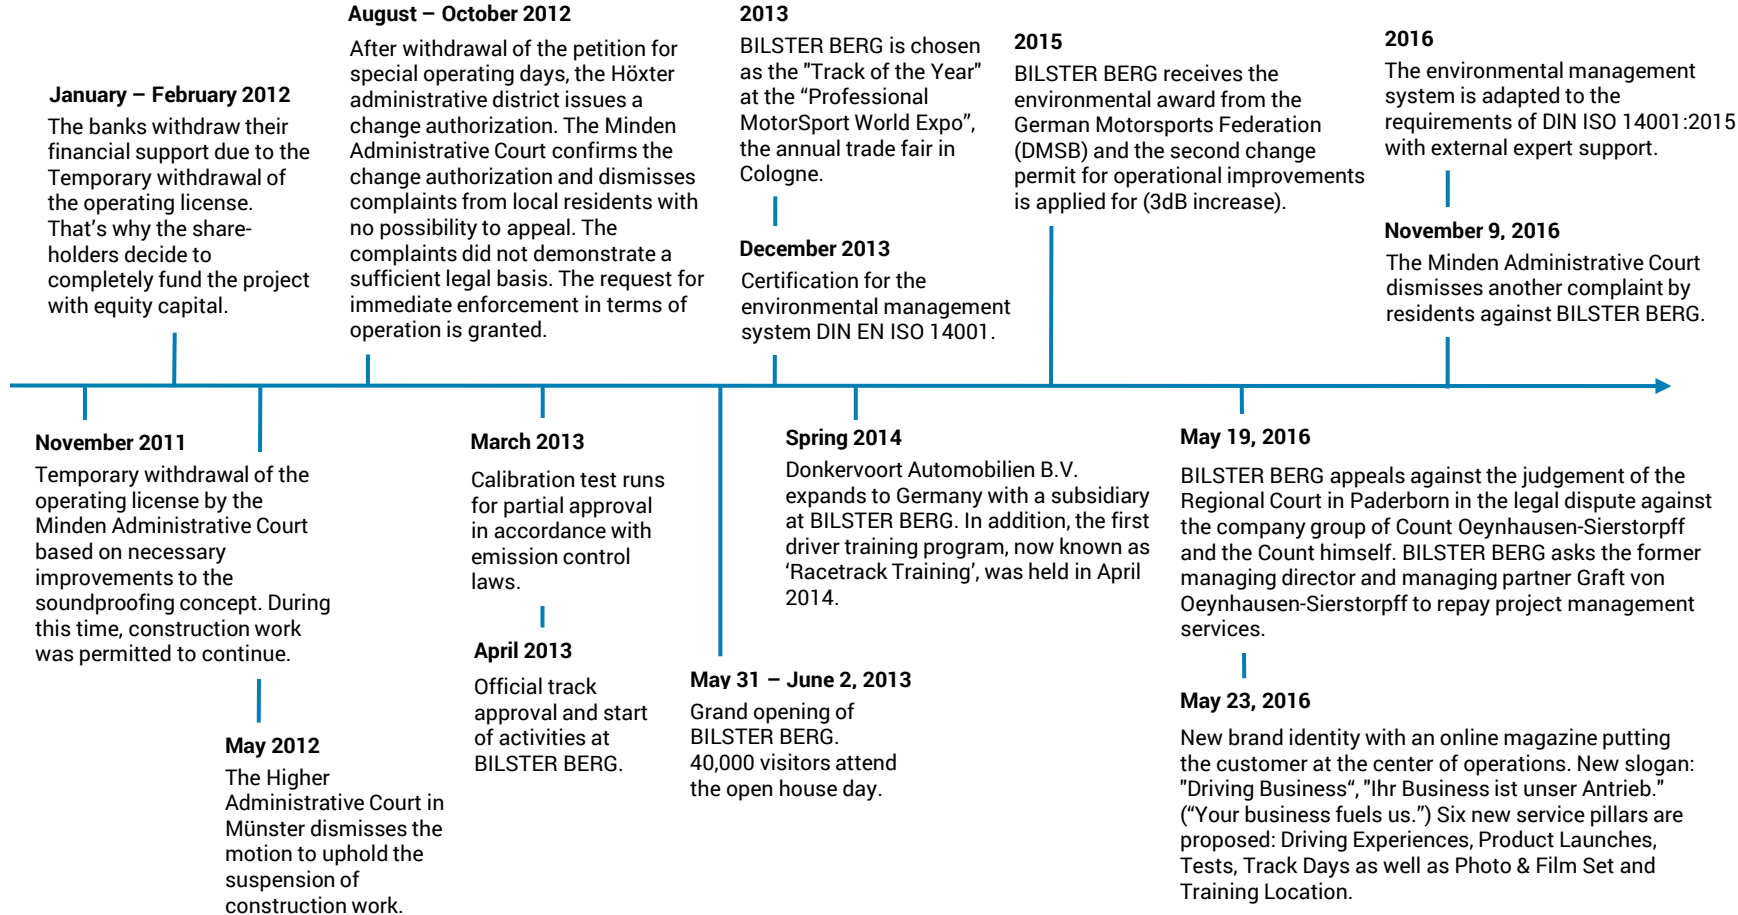 January – February 2012
The banks withdraw their
financial support due to the
Temporary withdrawal of
the operating license.
That's why the share-
holders decide to
completely fund the project
with equity capital.
August – October 2012
After withdrawal of the petition for
special operating days, the Höxter
administrative district issues a
change authorization. The Minden
Administrative Court confirms the
change authorization and dismisses
complaints from local residents with
no possibility to appeal. The
complaints did not demonstrate a
sufficient legal basis. The request for
immediate enforcement in terms of
operation is granted.
2013
BILSTER BERG is chosen
as the "Track of the Year"
at the “Professional
MotorSport World Expo”,
the annual trade fair in
Cologne.
December 2013
Certification for the
environmental management
system DIN EN ISO 14001.
2015
BILSTER BERG receives the
environmental award from the
German Motorsports Federation
(DMSB) and the second change
permit for operational improvements
is applied for (3dB increase).
2016
The environmental management
system is adapted to the
requirements of DIN ISO 14001:2015
with external expert support.
November 9, 2016
The Minden Administrative Court
dismisses another complaint by
residents against BILSTER BERG.
November 2011
Temporary withdrawal of the
operating license by the
Minden Administrative Court
based on necessary
improvements to the
soundproofing concept. During
this time, construction work
was permitted to continue.
May 2012
The Higher
Administrative Court in
Münster dismisses the
motion to uphold the
suspension of
construction work.
March 2013
Calibration test runs
for partial approval
in accordance with
emission control
laws.
April 2013
Official track
approval and start
of activities at
BILSTER BERG.
May 31 – June 2, 2013
Grand opening of
BILSTER BERG.
40,000 visitors attend
the open house day.
Spring 2014
Donkervoort Automobilien B.V.
expands to Germany with a subsidiary
at BILSTER BERG. In addition, the first
driver training program, now known as
‘Racetrack Training’, was held in April
2014.
May 19, 2016
BILSTER BERG appeals against the judgement of the
Regional Court in Paderborn in the legal dispute against
the company group of Count Oeynhausen-Sierstorpff
and the Count himself. BILSTER BERG asks the former
managing director and managing partner Graft von
Oeynhausen-Sierstorpff to repay project management
services.
May 23, 2016
New brand identity with an online magazine putting
the customer at the center of operations. New slogan:
"Driving Business“, "Ihr Business ist unser Antrieb."
(“Your business fuels us.”) Six new service pillars are
proposed: Driving Experiences, Product Launches,
Tests, Track Days as well as Photo & Film Set and
Training Location.